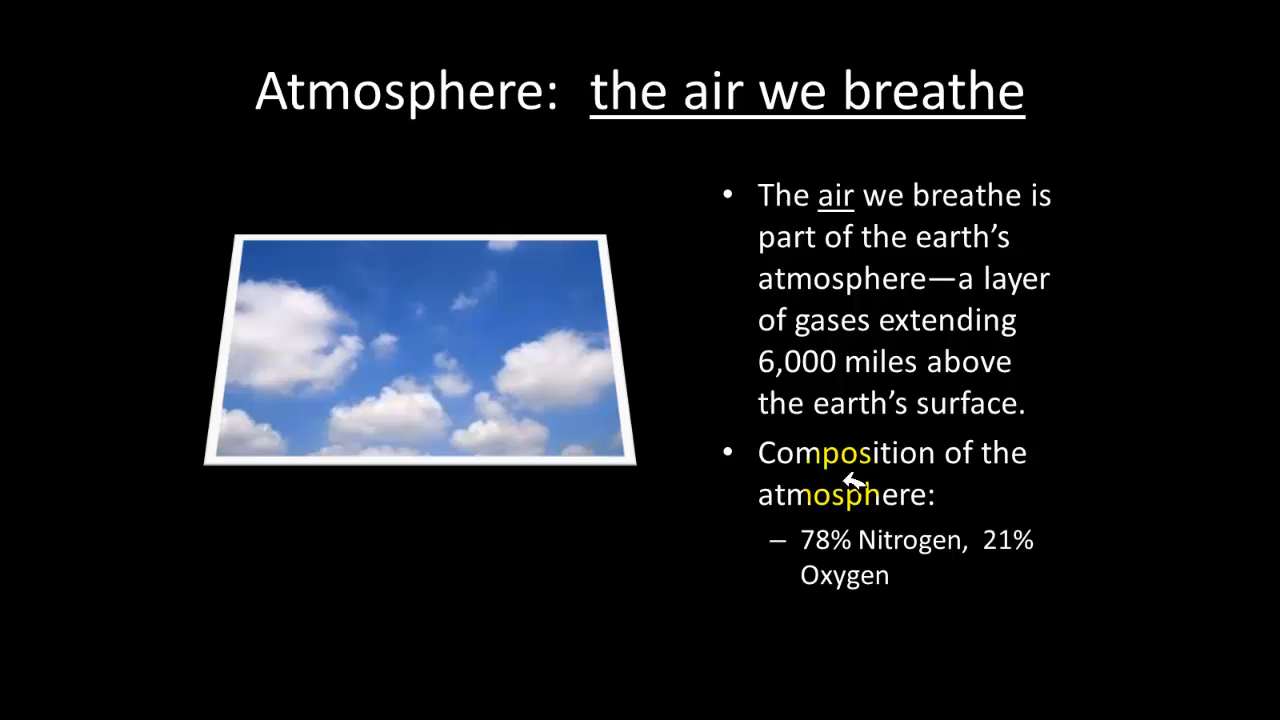 Atmosphere:  the air we breathe
• The air we breathe is
part of the earth’s
atmosphere—a layer
of gases extending
6,000 miles above
the earth’s surface.
• Composition of the
atmosphere:
– 78% Nitrogen,  21%
Oxygen